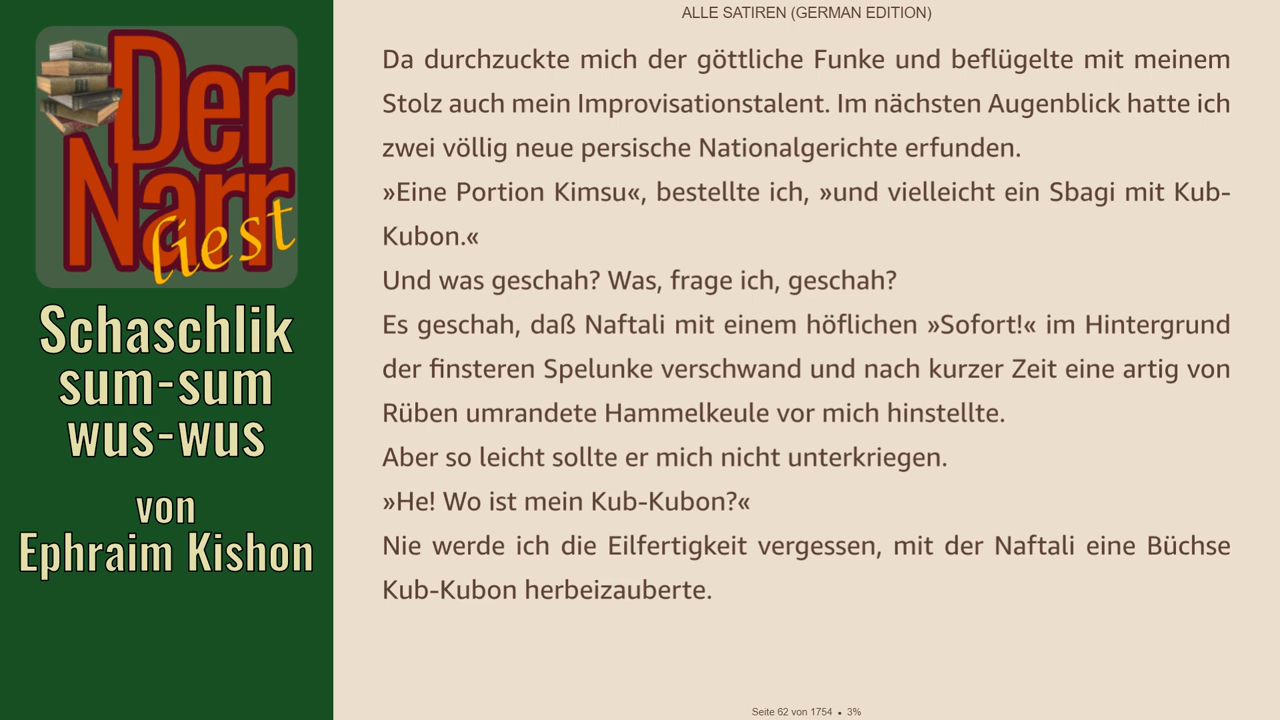 Der
Narr
liest
Schaschlik
sum-sum
wus-wus
von
Ephraim Kishon
ALLE SATIREN (GERMAN EDITION)
Da durchzuckte mich der göttliche Funke und beflügelte mit meinem
Stolz auch mein Improvisationstalent. Im nächsten Augenblick hatte ich
zwei völlig neue persische Nationalgerichte erfunden.
»Eine Portion Kimsu«, bestellte ich, »und vielleicht ein Sbagi mit Kub-
Kubon.«
Und was geschah? Was, frage ich, geschah?
Es geschah, daß Naftali mit einem höflichen »Sofort!« im Hintergrund
der finsteren Spelunke verschwand und nach kurzer Zeit eine artig von
Rüben umrandete Hammelkeule vor mich hinstellte.
Aber so leicht sollte er mich nicht unterkriegen.
»He! Wo ist mein Kub-Kubon?«
Nie werde ich die Eilfertigkeit vergessen, mit der Naftali eine Büchse
Kub-Kubon herbeizauberte.
Seite 62 von 1754 • 3%